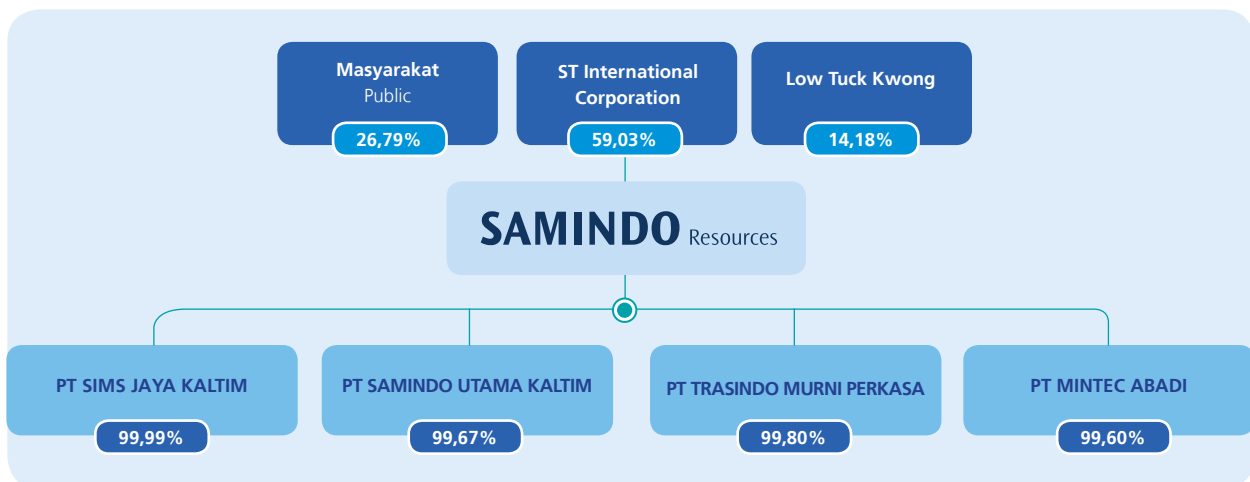 Masyarakat
Public
26,79%
ST International
Corporation
59,03%
Low Tuck Kwong
14,18%
SAMINDO Resources
PT SIMS JAYA KALTIM
99,99%
PT SAMINDO UTAMA KALTIM
99,67%
PT TRASINDO MURNI PERKASA
99,80%
PT MINTEC ABADI
99,60%